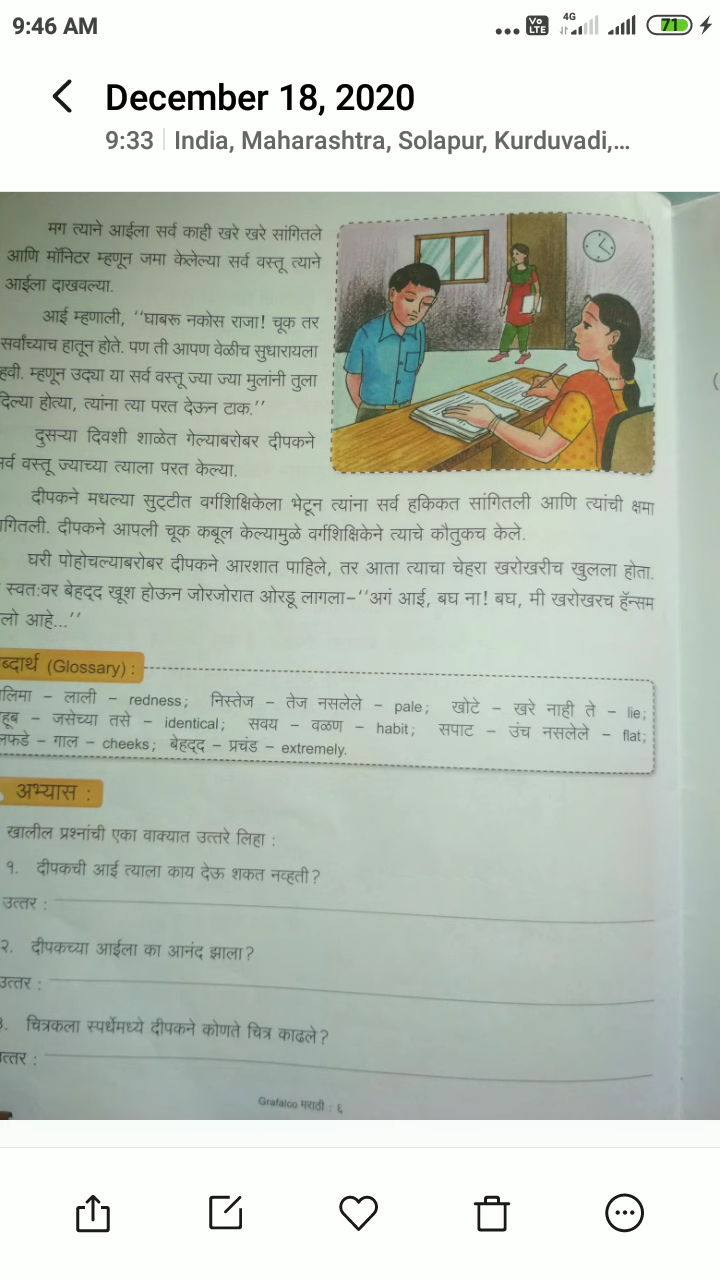 9:46 AM
Vo LTE 4G 71
December 18, 2020
9:33 | India, Maharashtra, Solapur, Kurduvadi,...
मग त्याने आईला सर्व काही खरे खरे सांगितले
आणि मॉनिटर म्हणून जमा केलेल्या सर्व वस्तू त्याने
आईला दाखवल्या.
आई म्हणाली, ‘‘घाबरू नकोस राजा! चूक तर
सर्वांच्याच हातून होते. पण ती आपण वेळीच सुधारायला
हवी. म्हणून उद्या या सर्व वस्तू ज्या ज्या मुलांनी तुला
दिल्या होत्या, त्यांना त्या परत देऊन टाक.’’
दुसऱ्या दिवशी शाळेत गेल्याबरोबर दीपकने
र्व वस्तू ज्याच्या त्याला परत केल्या.
दीपकने मधल्या सुट्टीत वर्गशिक्षिकेला भेटून त्यांना सर्व हकिकत सांगितली आणि त्यांची क्षमा
गितली. दीपकने आपली चूक कबूल केल्यामुळे वर्गशिक्षिकेने त्याचे कौतुकच केले.
घरी पोहोचल्याबरोबर दीपकने आरशात पाहिले, तर आता त्याचा चेहरा खरोखरीच खुलला होता.
स्वत:वर बेहद्द खूश होऊन जोरजोरात ओरडू लागला–‘‘अगं आई, बघ ना! बघ, मी खरोखरच हॅन्सम
लो आहे...’’
ब्दार्थ (Glossary) :
लिमा – लाली – redness; निस्तेज – तेज नसलेले – pale; खोटे – खरे नाही ते – lie;
हूब – जसेच्या तसे – identical; सवय – वळण – habit; सपाट – उंच नसलेले – flat;
लफडे – गाल – cheeks; बेहद्द – प्रचंड – extremely.
अभ्यास :
खालील प्रश्नांची एका वाक्यात उत्तरे लिहा :
१. दीपकची आई त्याला काय देऊ शकत नव्हती?
उत्तर :
२. दीपकच्या आईला का आनंद झाला?
उत्तर :
३. चित्रकला स्पर्धेमध्ये दीपकने कोणते चित्र काढले?
त्तर :
Grafalco मराठी : ६